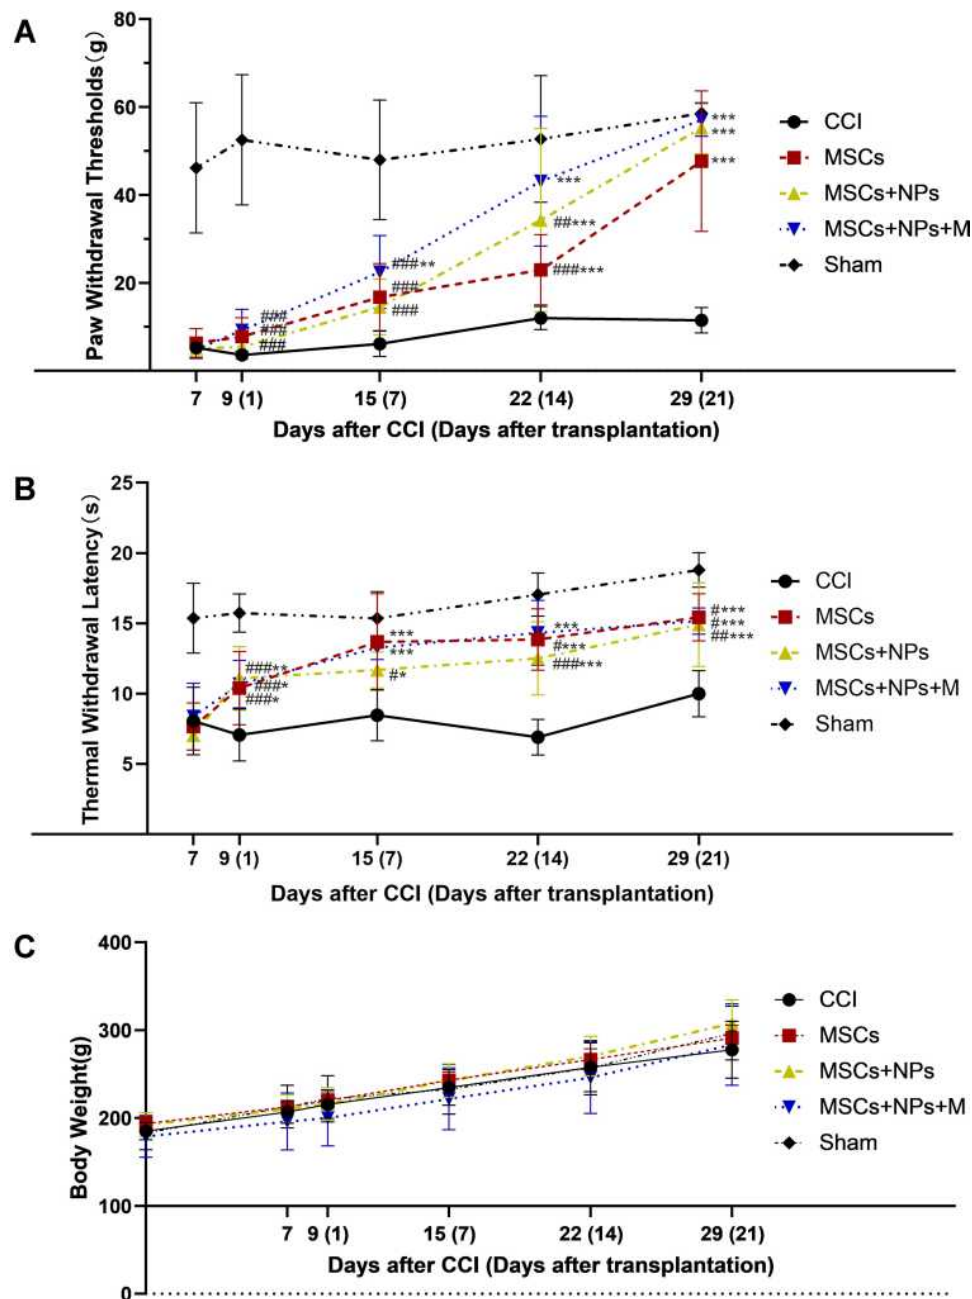 A
Paw Withdrawal Thresholds(g)
80
60
40
20
CCI
MSCs
MSCs+NPs
MSCs+NPs+M
Sham
###
###
###
###**
###
###
***
##***
###***
***
***
***
7 9 (1) 15 (7) 22 (14) 29 (21)
Days after CCI (Days after transplantation)
B
Thermal Withdrawal Latency(s)
25
20
15
10
5
CCI
MSCs
MSCs+NPs
MSCs+NPs+M
Sham
###**
###*
###*
***
***
#*
***
#***
###***
#***
#***
##***
7 9 (1) 15 (7) 22 (14) 29 (21)
Days after CCI (Days after transplantation)
C
Body Weight(g)
400
300
200
100
0
CCI
MSCs
MSCs+NPs
MSCs+NPs+M
Sham
7 9 (1) 15 (7) 22 (14) 29 (21)
Days after CCI (Days after transplantation)